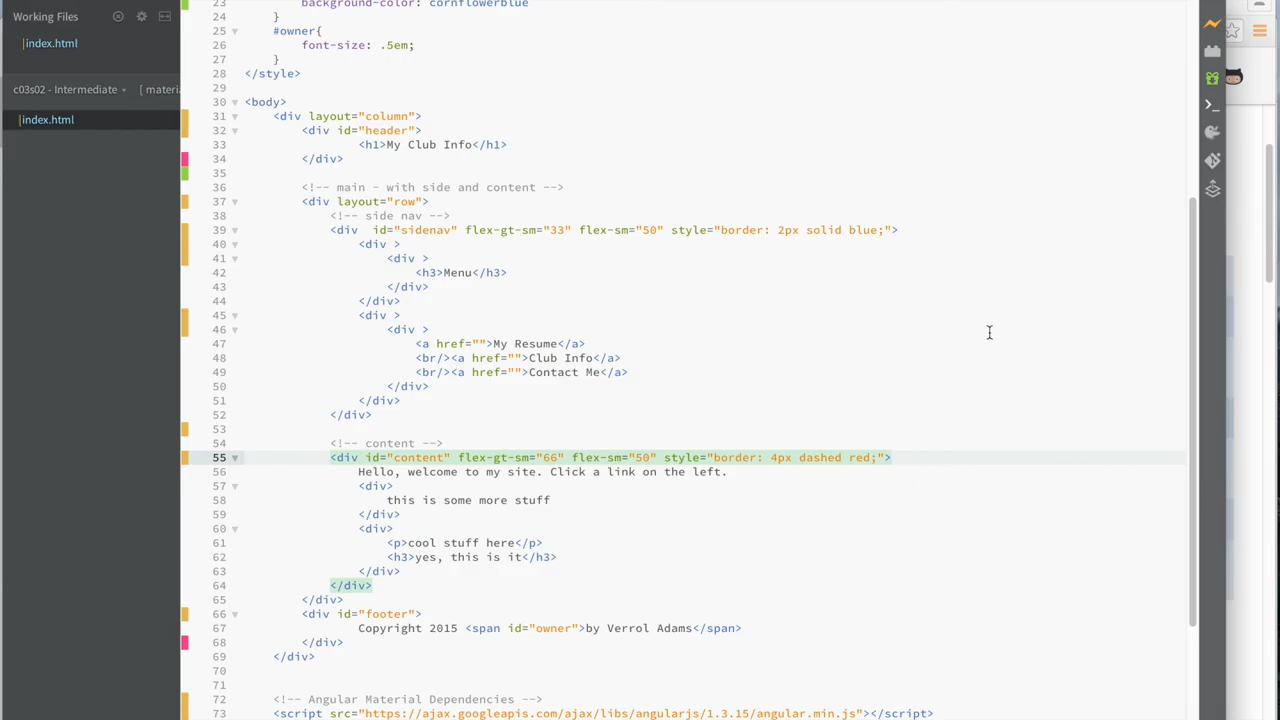 Working Files
index.html
c03s02 - Intermediate
[ materi
index.html
23 background-color: cornflowerblue
24 }
25 #owner{
26 font-size: .5em;
27 }
28 </style>
29
30 <body>
31 <div layout="column">
32 <div id="header">
33 <h1>My Club Info</h1>
34 </div>
35
36 <!-- main - with side and content -->
37 <div layout="row">
38 <!-- side nav -->
39 <div  id="sidenav" flex-gt-sm="33" flex-sm="50" style="border: 2px solid blue;">
40 <div >
41 <div >
42 <h3>Menu</h3>
43 </div>
44 </div>
45 <div >
46 <div >
47 <a href="">My Resume</a>
48 <br/><a href="">Club Info</a>
49 <br/><a href="">Contact Me</a>
50 </div>
51 </div>
52 </div>
53
54 <!-- content -->
55 <div id="content" flex-gt-sm="66" flex-sm="50" style="border: 4px dashed red;">
56 Hello, welcome to my site. Click a link on the left.
57 <div>
58 this is some more stuff
59 </div>
60 <div>
61 <p>cool stuff here</p>
62 <h3>yes, this is it</h3>
63 </div>
64 </div>
65 </div>
66 <div id="footer">
67 Copyright 2015 <span id="owner">by Verrol Adams</span>
68 </div>
69 </div>
70
71
72 <!-- Angular Material Dependencies -->
73 <script src="https://ajax.googleapis.com/ajax/libs/angularjs/1.3.15/angular.min.js"></script>